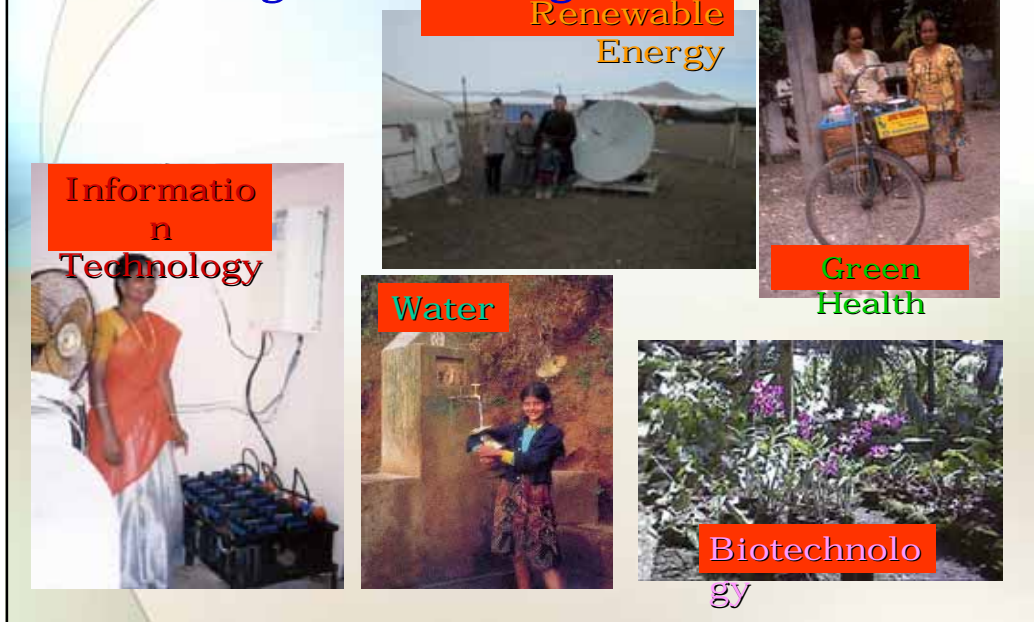 Renewable
Energy
Informatio
n
Technology
Green
Health
Water
Biotechnolo
gy